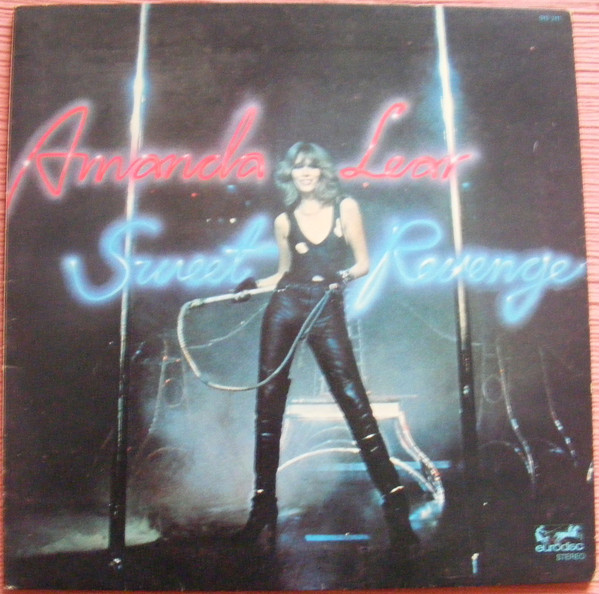 Amanda Lear
Sweet Revenge
eurodisc
STEREO